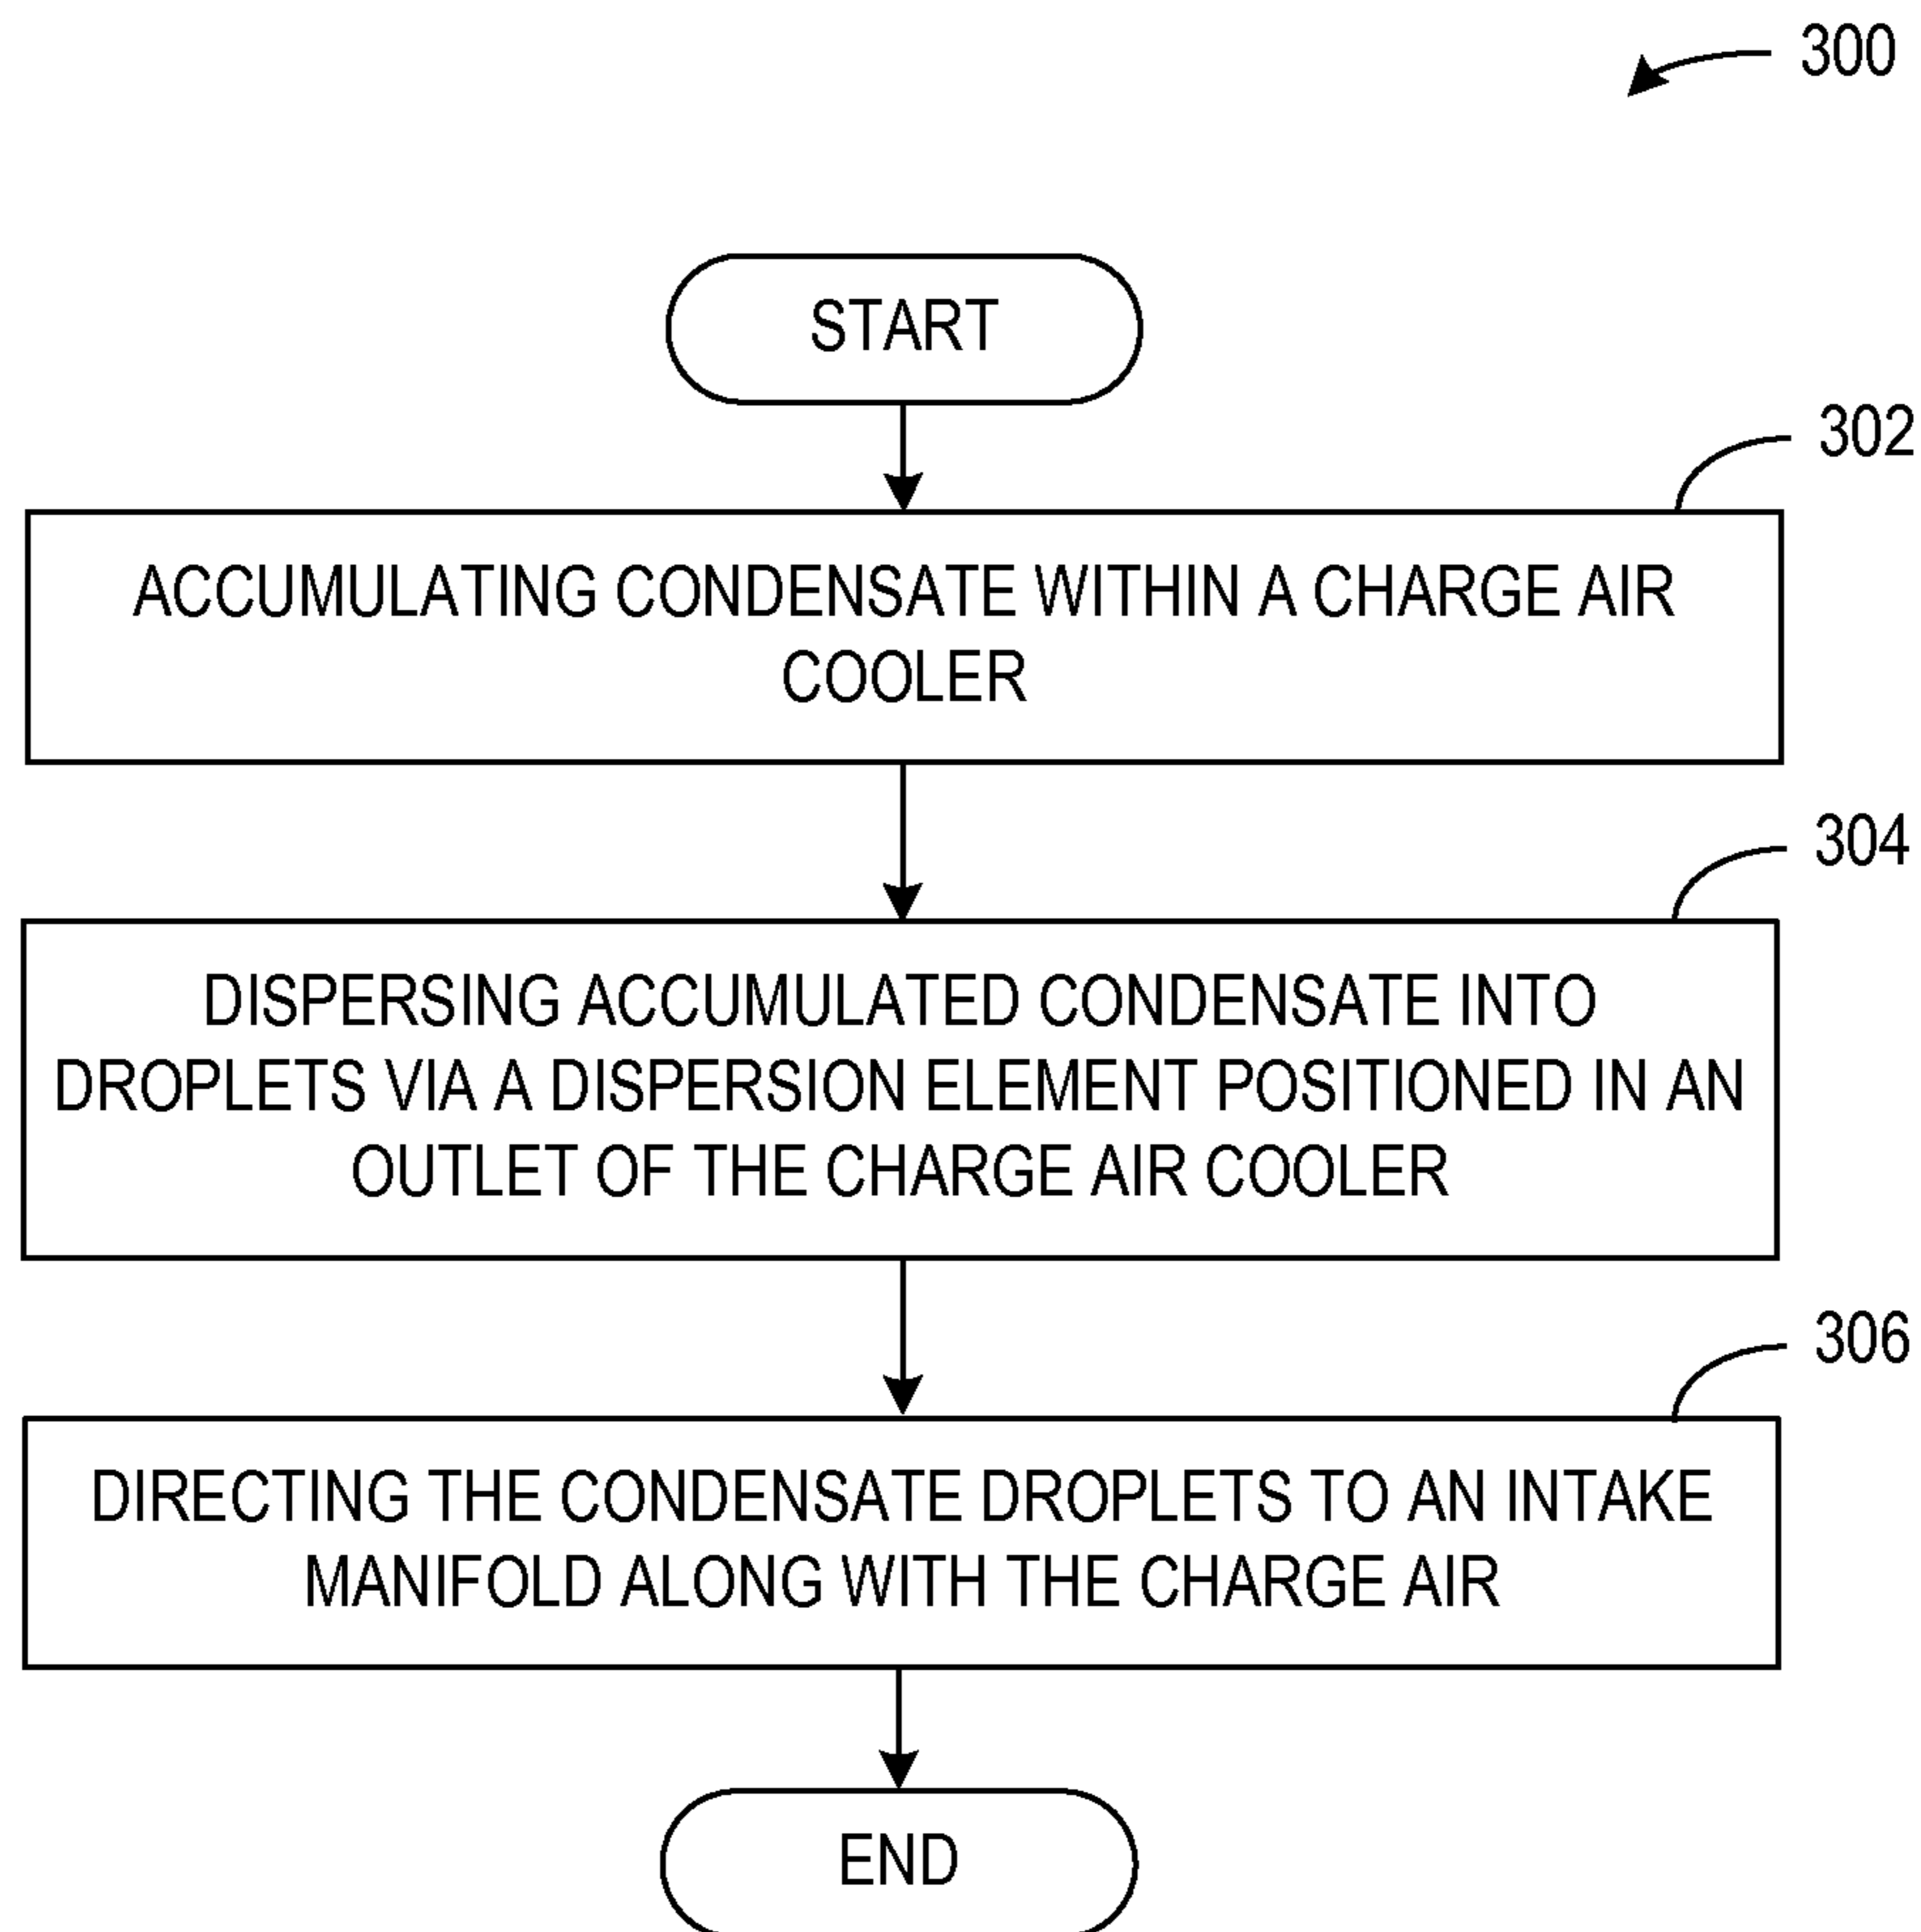 300
START
302
ACCUMULATING CONDENSATE WITHIN A CHARGE AIR
COOLER
304
DISPERSING ACCUMULATED CONDENSATE INTO
DROPLETS VIA A DISPERSION ELEMENT POSITIONED IN AN
OUTLET OF THE CHARGE AIR COOLER
306
DIRECTING THE CONDENSATE DROPLETS TO AN INTAKE
MANIFOLD ALONG WITH THE CHARGE AIR
END